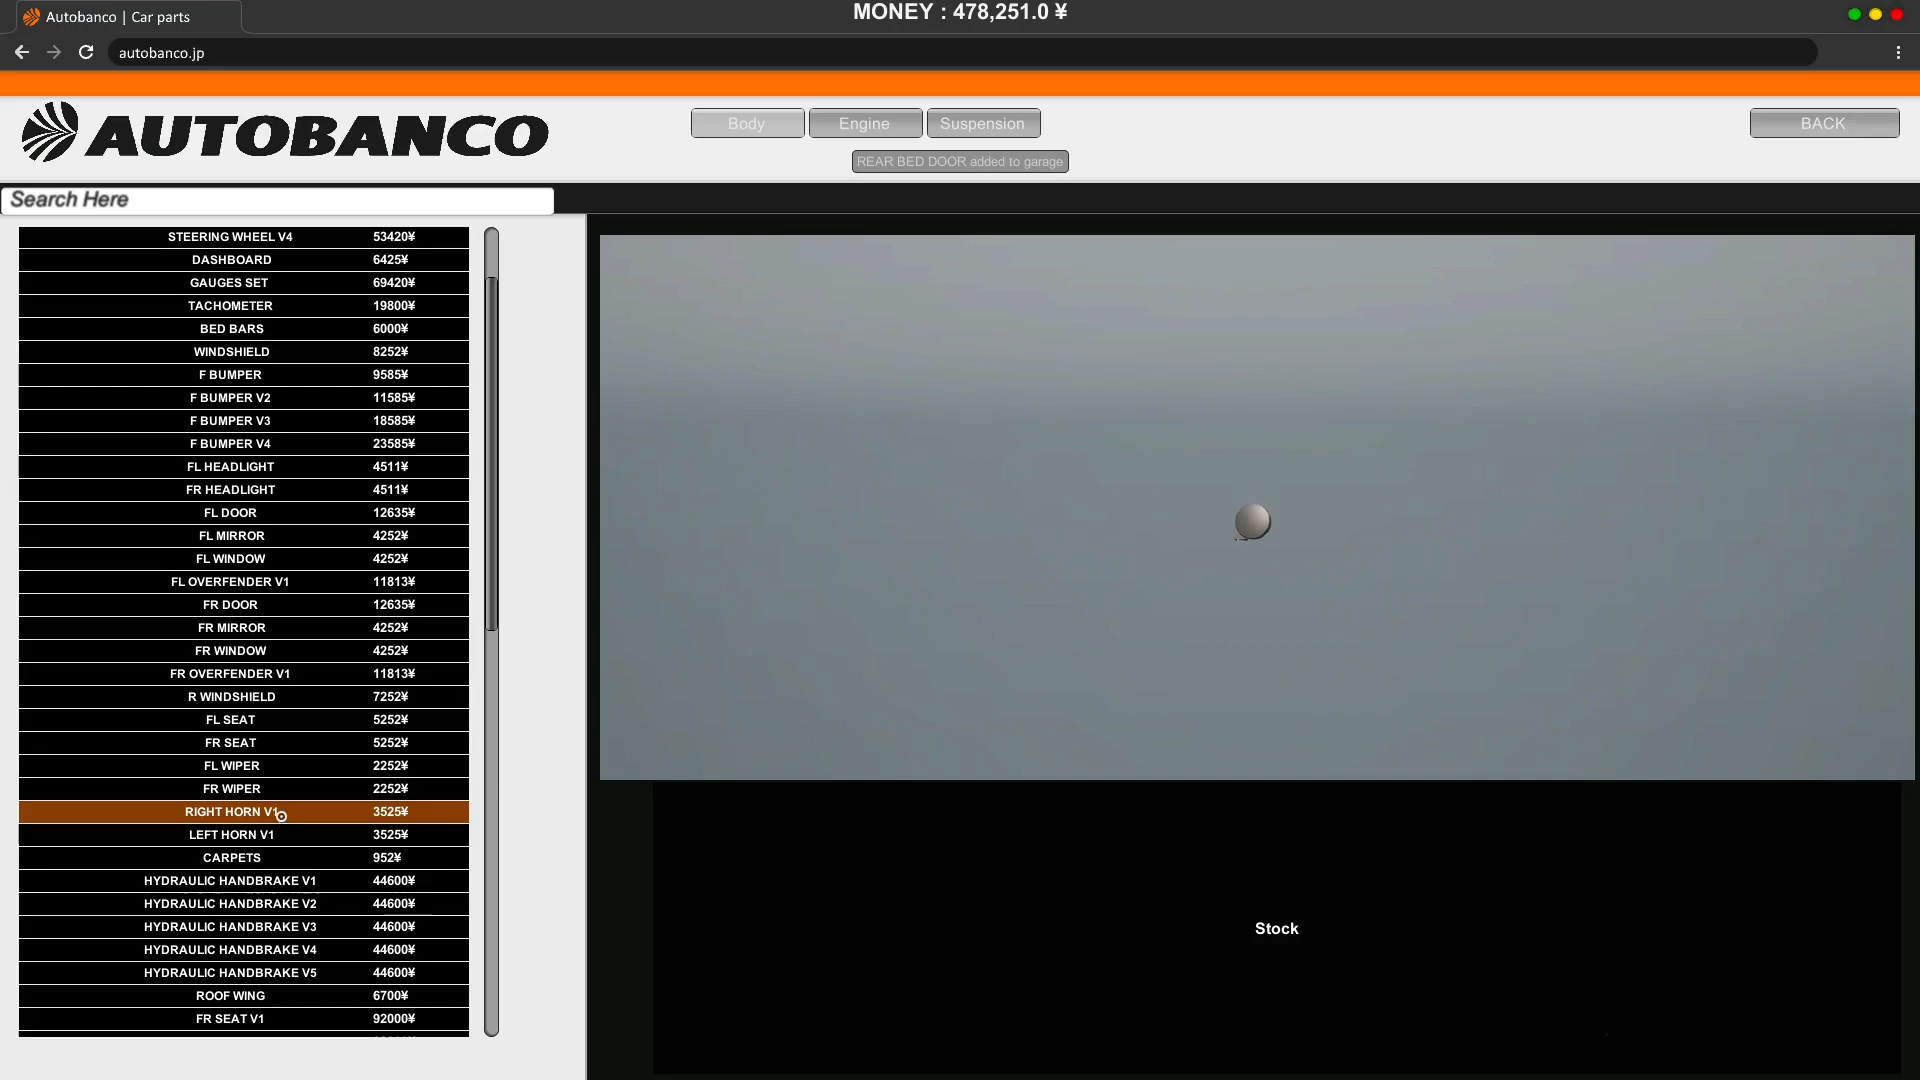 Autobanco | Car parts
MONEY : 478,251.0 ¥
autobanco.jp
AUTOBANCO
Body
Engine
Suspension
BACK
REAR BED DOOR added to garage
Search Here
STEERING WHEEL V4 53420¥
DASHBOARD 6425¥
GAUGES SET 69420¥
TACHOMETER 19800¥
BED BARS 6000¥
WINDSHIELD 8252¥
F BUMPER 9585¥
F BUMPER V2 11585¥
F BUMPER V3 18585¥
F BUMPER V4 23585¥
FL HEADLIGHT 4511¥
FR HEADLIGHT 4511¥
FL DOOR 12635¥
FL MIRROR 4252¥
FL WINDOW 4252¥
FL OVERFENDER V1 11813¥
FR DOOR 12635¥
FR MIRROR 4252¥
FR WINDOW 4252¥
FR OVERFENDER V1 11813¥
R WINDSHIELD 7252¥
FL SEAT 5252¥
FR SEAT 5252¥
FL WIPER 2252¥
FR WIPER 2252¥
RIGHT HORN V1 3525¥
LEFT HORN V1 3525¥
CARPETS 952¥
HYDRAULIC HANDBRAKE V1 44600¥
HYDRAULIC HANDBRAKE V2 44600¥
HYDRAULIC HANDBRAKE V3 44600¥
HYDRAULIC HANDBRAKE V4 44600¥
HYDRAULIC HANDBRAKE V5 44600¥
ROOF WING 6700¥
FR SEAT V1 92000¥
Stock